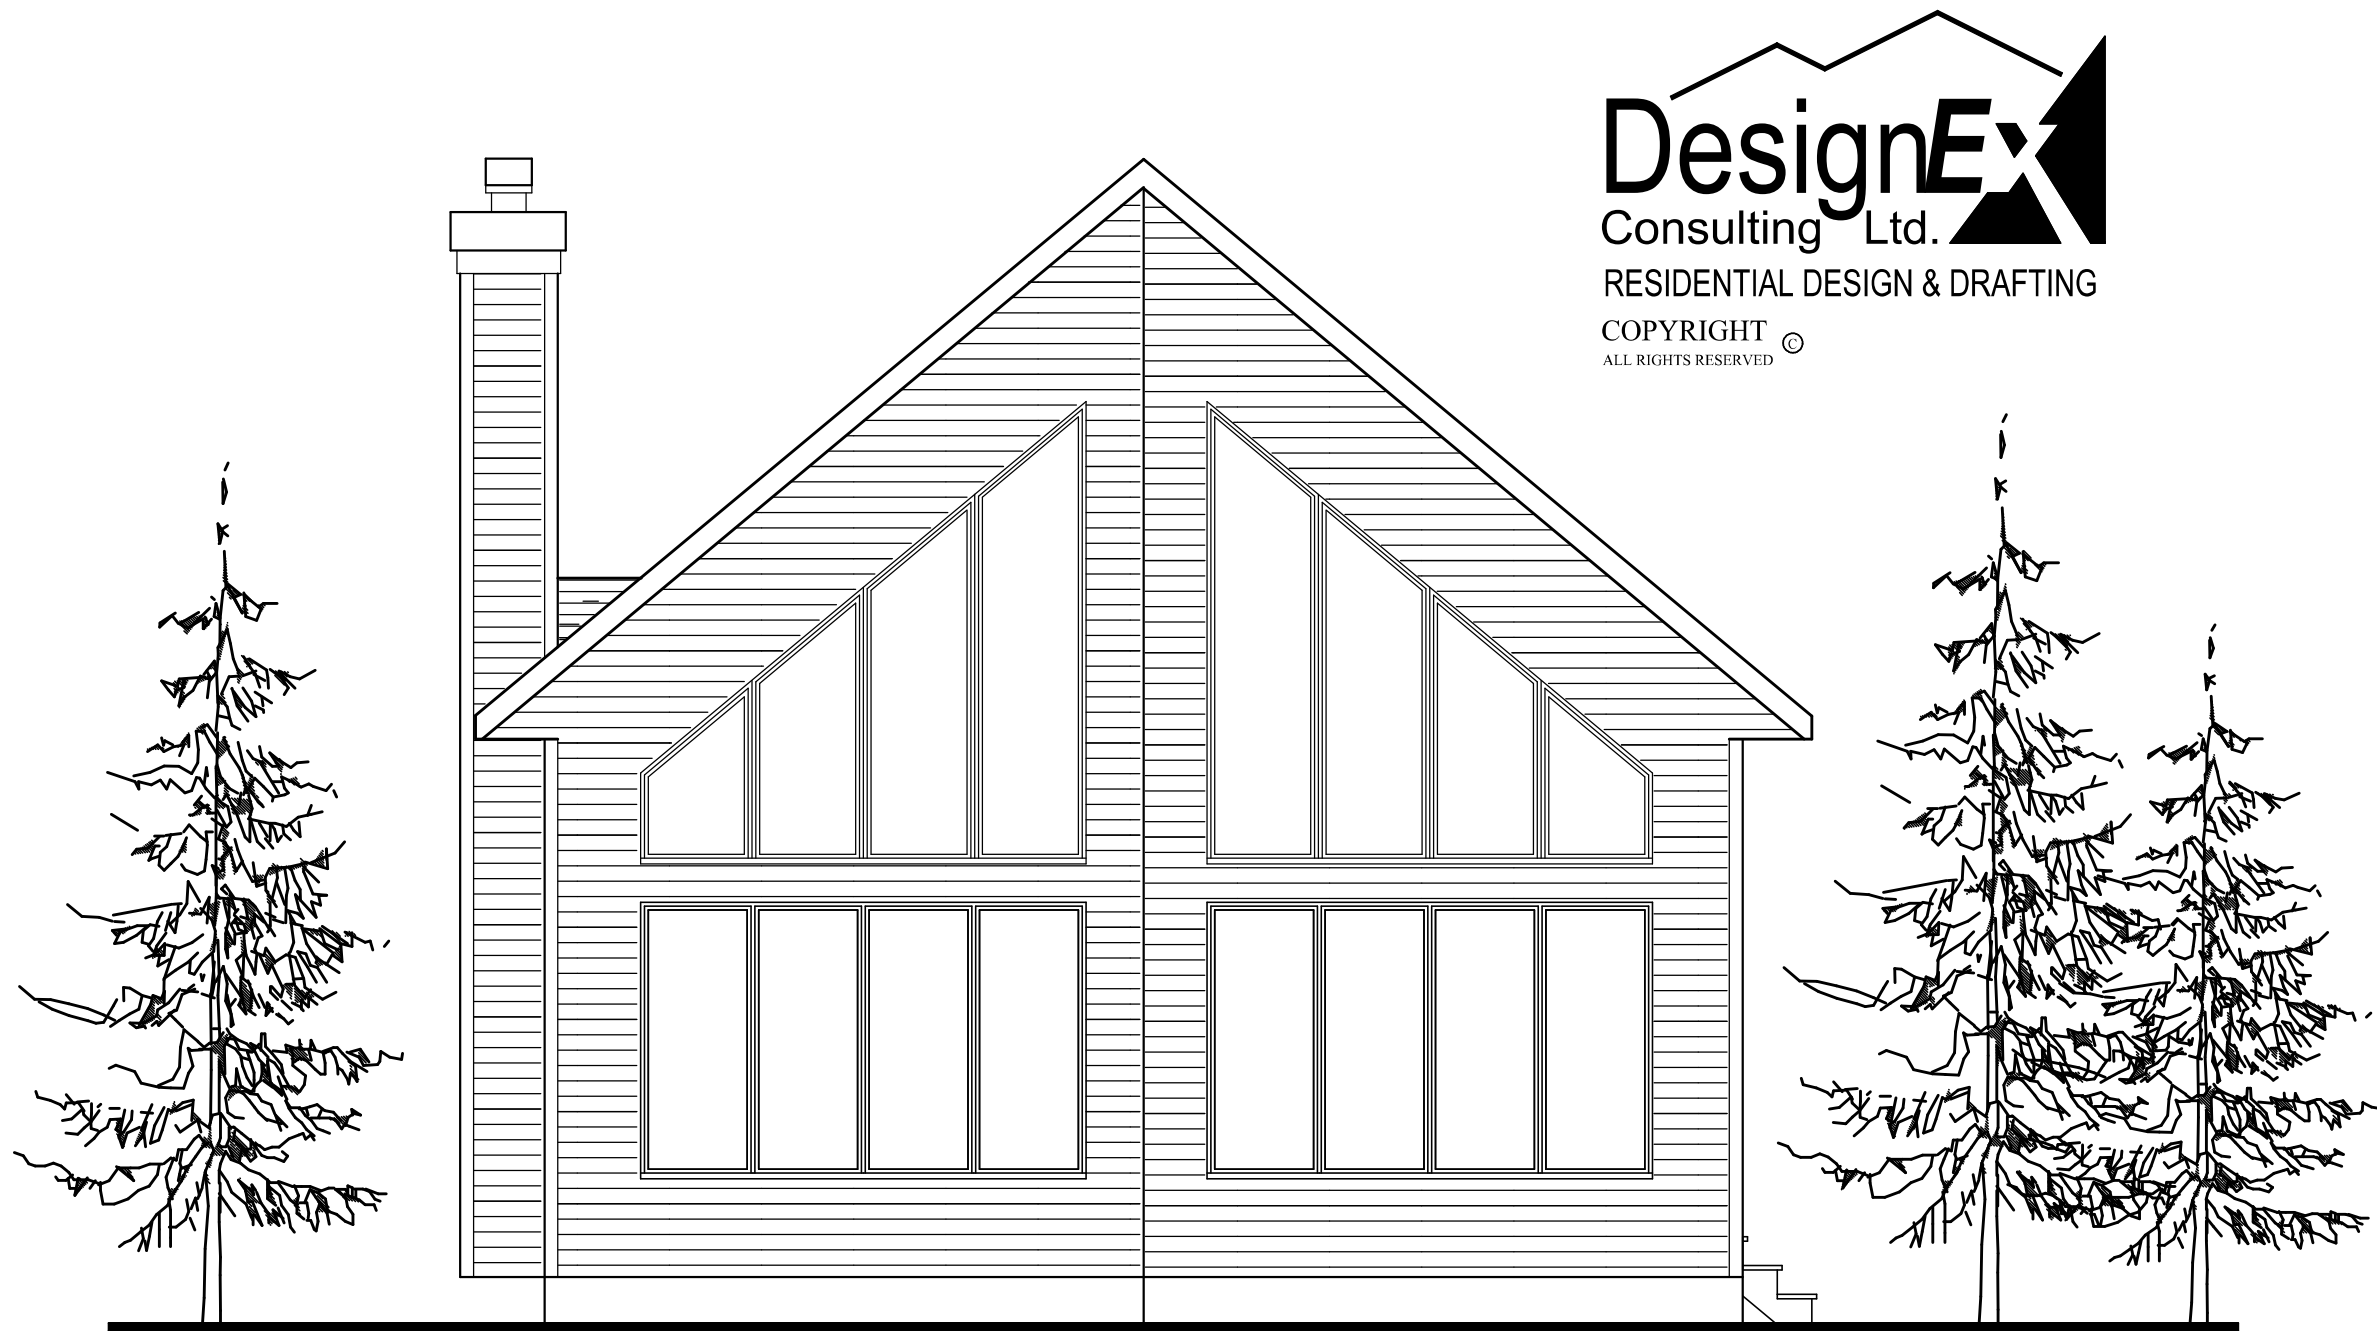 DesignEx
Consulting Ltd.
RESIDENTIAL DESIGN & DRAFTING
COPYRIGHT ©
ALL RIGHTS RESERVED